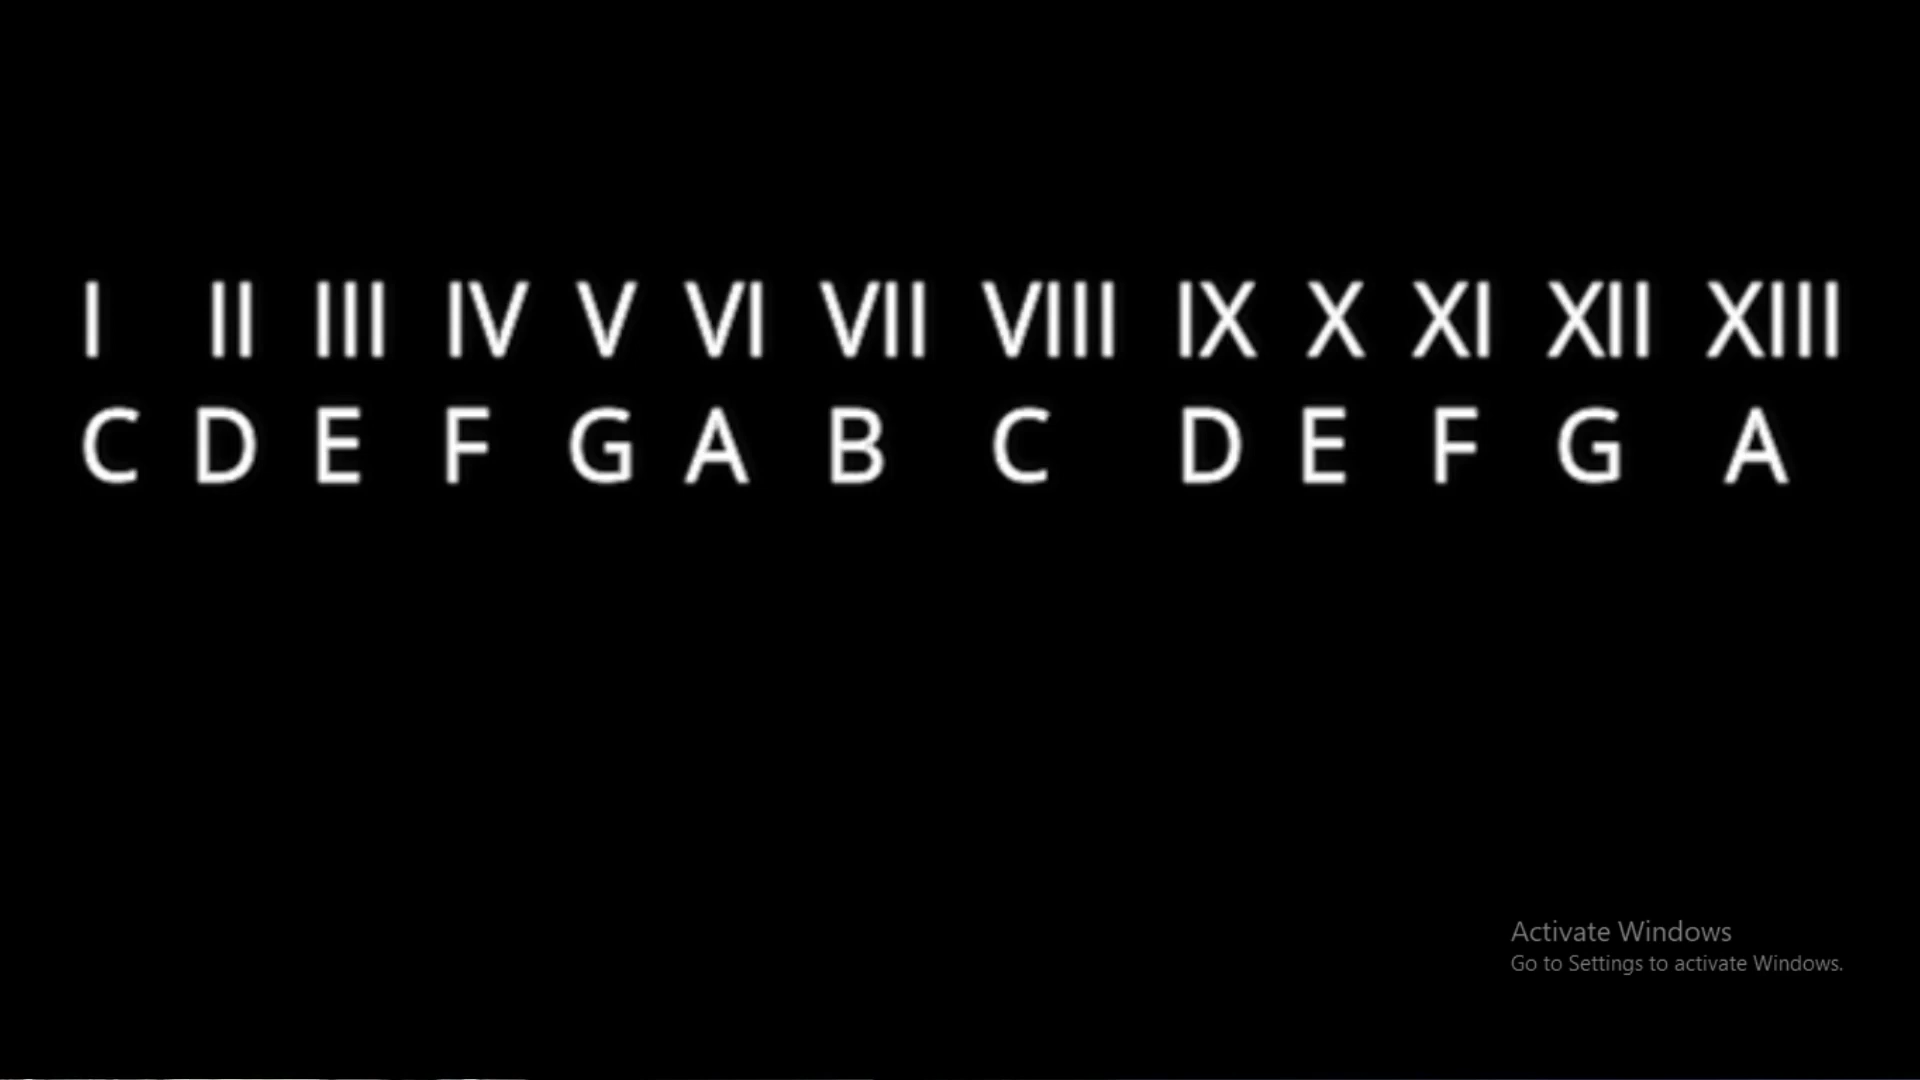 I II III IV V VI VII VIII IX X XI XII XIII
C D E F G A B C D E F G A
Activate Windows
Go to Settings to activate Windows.